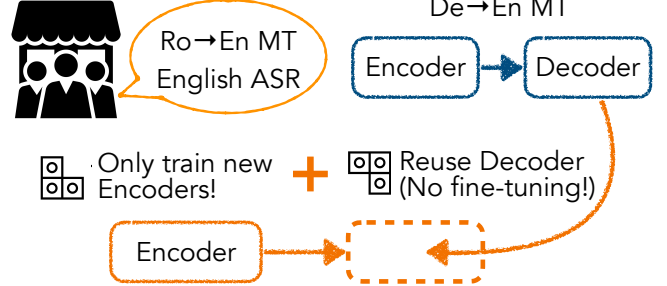 De→En MT
Ro→En MT
English ASR
Encoder
Decoder
Only train new
Encoders!
+
Reuse Decoder
(No fine-tuning!)
Encoder